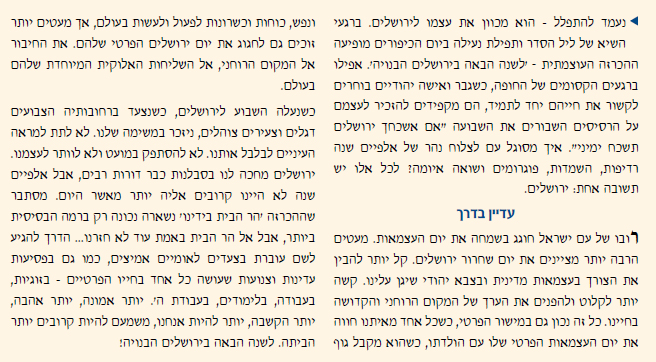 נעמד להתפלל - הוא מכוון את עצמו לירושלים. ברגעי
השיא של ליל הסדר ותפילת נעילה ביום הכיפורים מופיעה
ההכרזה העוצמתית - 'לשנה הבאה בירושלים הבנויה'. אפילו
ברגעים הקסומים של החופה, כשגבר ואישה יהודיים בוחרים
לקשור את חייהם יחד לתמיד, הם מקפידים להזכיר לעצמם
על הרסיסים השבורים את השבועה "אם אשכחך ירושלים
תשכח ימיני". איך מסוגל עם לצלוח נהר של אלפיים שנה
רדיפות, השמדות, פוגרומים ושואה איומה? לכל אלו יש
תשובה אחת: ירושלים.
עדיין בדרך
רובו של עם ישראל חוגג בשמחה את יום העצמאות. מעטים
הרבה יותר מציינים את יום שחרור ירושלים. קל יותר להבין
את הצורך בעצמאות מדינית ובצבא יהודי שיגן עלינו. קשה
יותר לקלוט ולהפנים את הערך של המקום הרוחני והקדושה
בחיינו. כל זה נכון גם במישור הפרטי, כשכל אחד מאיתנו חווה
את יום העצמאות הפרטי שלו עם הולדתו, כשהוא מקבל גוף
ונפש, כוחות וכשרונות לפעול ולעשות בעולם, אך מעטים יותר
זוכים גם לחגוג את יום ירושלים הפרטי שלהם. את החיבור
אל המקום הרוחני, אל השליחות האלוקית המיוחדת שלהם
בעולם.
כשנעלה השבוע לירושלים, כשנצעד ברחובותיה הצבועים
דגלים וצעירים צוהלים, ניזכר במשימה שלנו. לא לתת למראה
העיניים לבלבל אותנו. לא להסתפק במועט ולא לוותר לעצמנו.
ירושלים מחכה לנו בסבלנות כבר דורות רבים, אבל אלפיים
שנה לא היינו קרובים אליה יותר מאשר היום. מסתבר
שההכרזה 'הר הבית בידינו' נשארה נכונה רק ברמה הבסיסית
ביותר, אבל אל הר הבית באמת עוד לא חזרנו... הדרך להגיע
לשם עוברת בצעדים לאומיים אמיצים, כמו גם בפסיעות
עדינות וצנועות שעושה כל אחד בחייו הפרטיים - בזוגיות,
בעבודה, בלימודים, בעבודת ה'. יותר אמונה, יותר אהבה,
יותר הקשבה, יותר להיות אנחנו, משמעם להיות קרובים יותר
הביתה. לשנה הבאה בירושלים הבנויה!